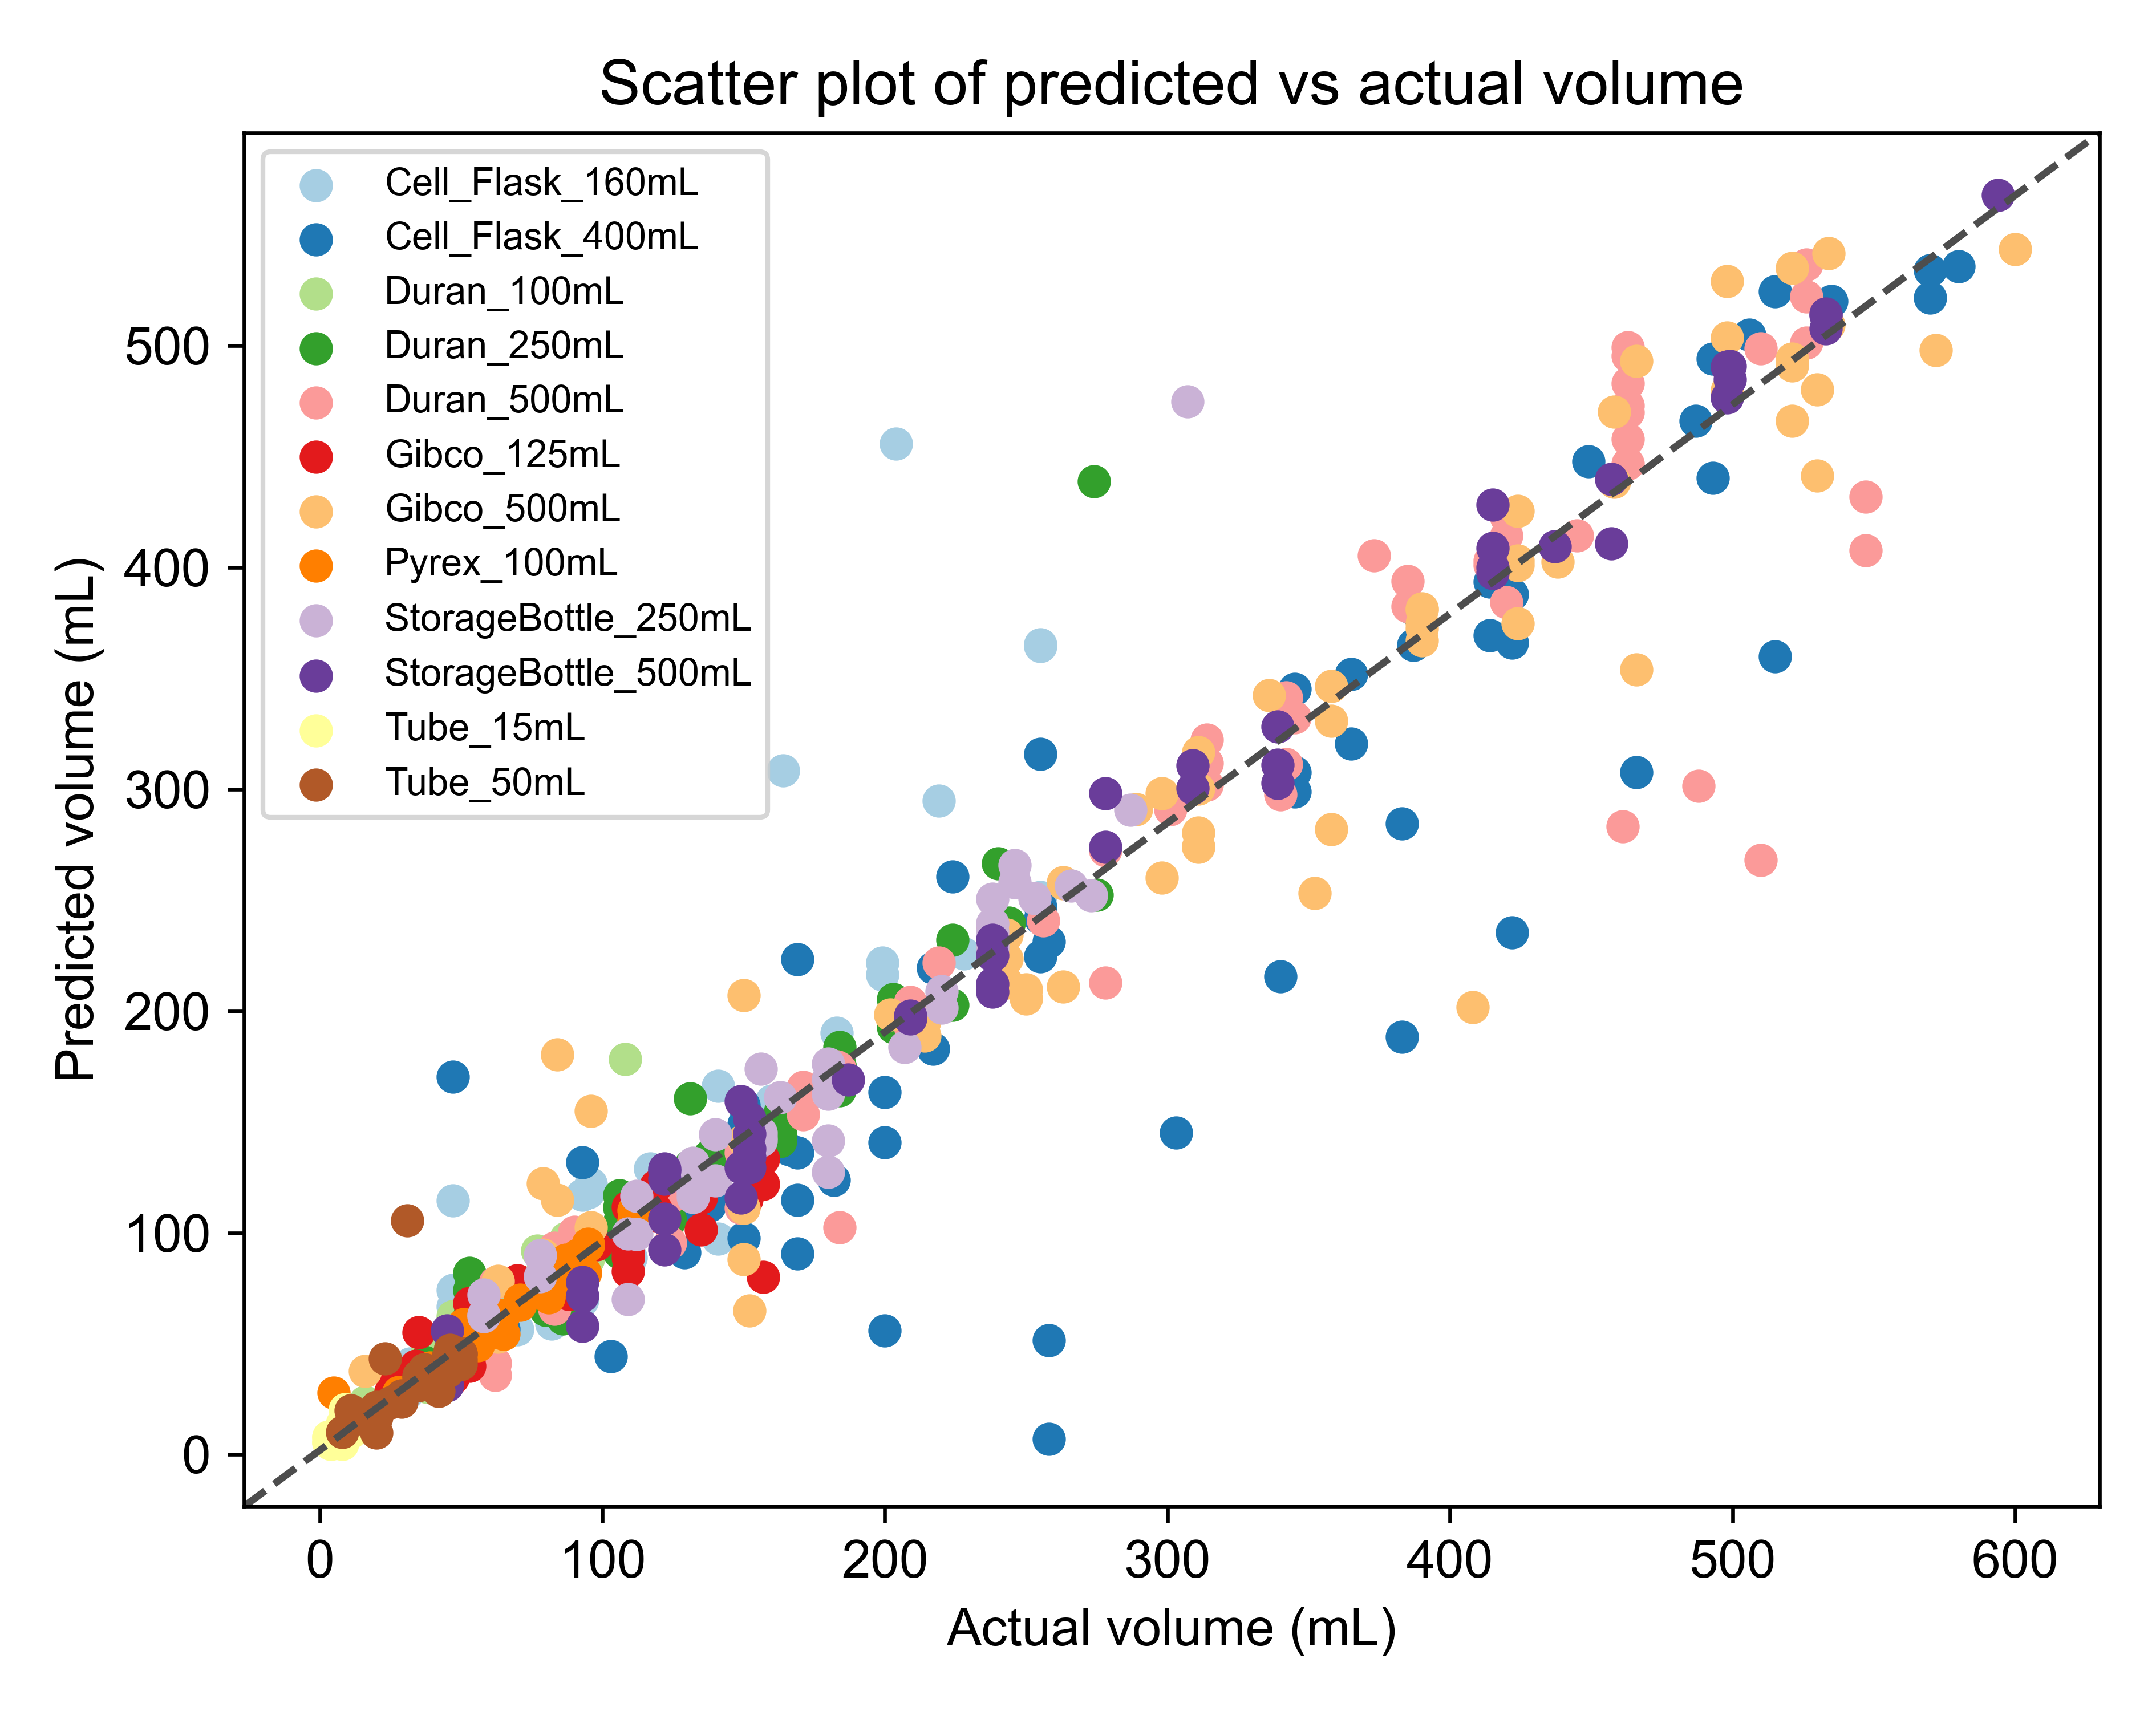 Scatter plot of predicted vs actual volume
Cell_Flask_160mL
Cell_Flask_400mL
Duran_100mL
Duran_250mL
Duran_500mL
Gibco_125mL
Gibco_500mL
Pyrex_100mL
StorageBottle_250mL
StorageBottle_500mL
Tube_15mL
Tube_50mL
Predicted volume (mL)
500
400
300
200
100
0
0 100 200 300 400 500 600
Actual volume (mL)